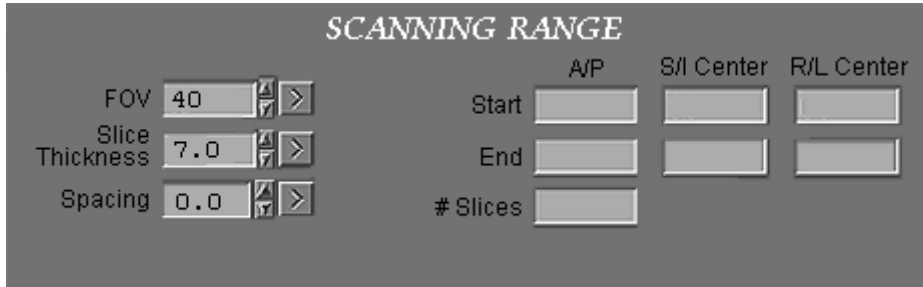 SCANNING RANGE
A/P S/I Center R/L Center
FOV 40 > Start
Slice
Thickness 7.0 > End
Spacing 0.0 > # Slices